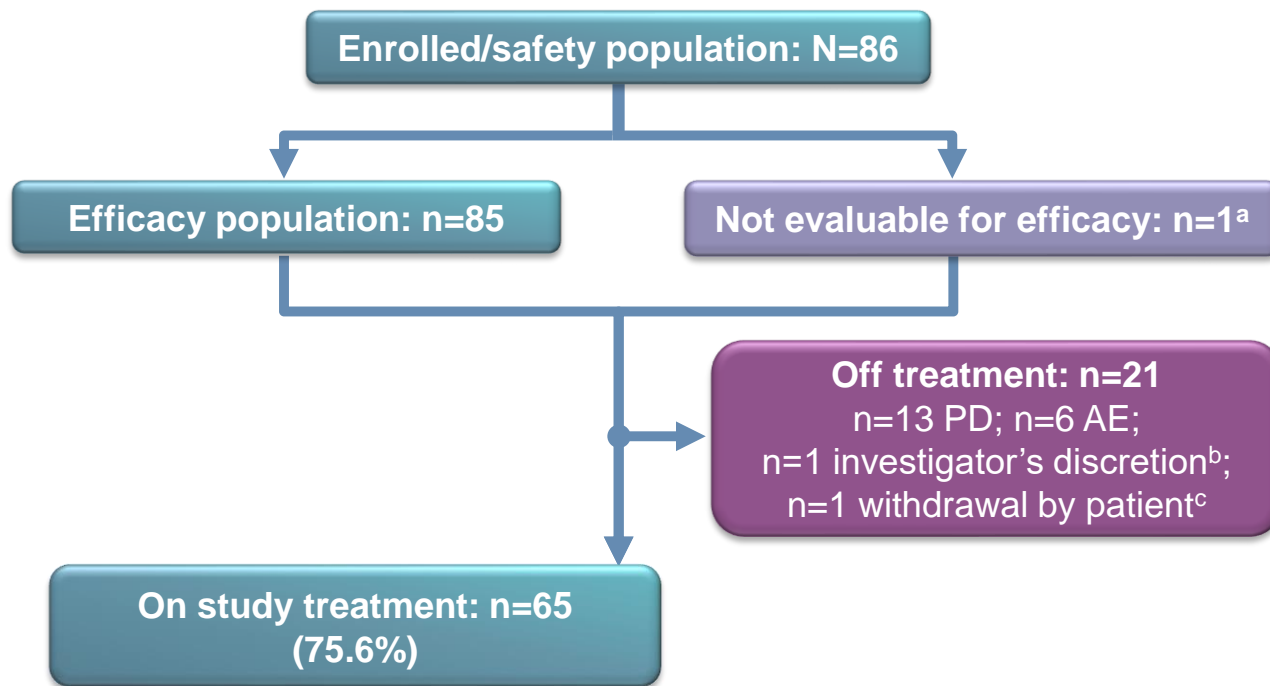 Enrolled/safety population: N=86
Efficacy population: n=85
Not evaluable for efficacy: n=1ᵃ
Off treatment: n=21
n=13 PD; n=6 AE;
n=1 investigator’s discretionᵇ;
n=1 withdrawal by patientᶜ
On study treatment: n=65
(75.6%)